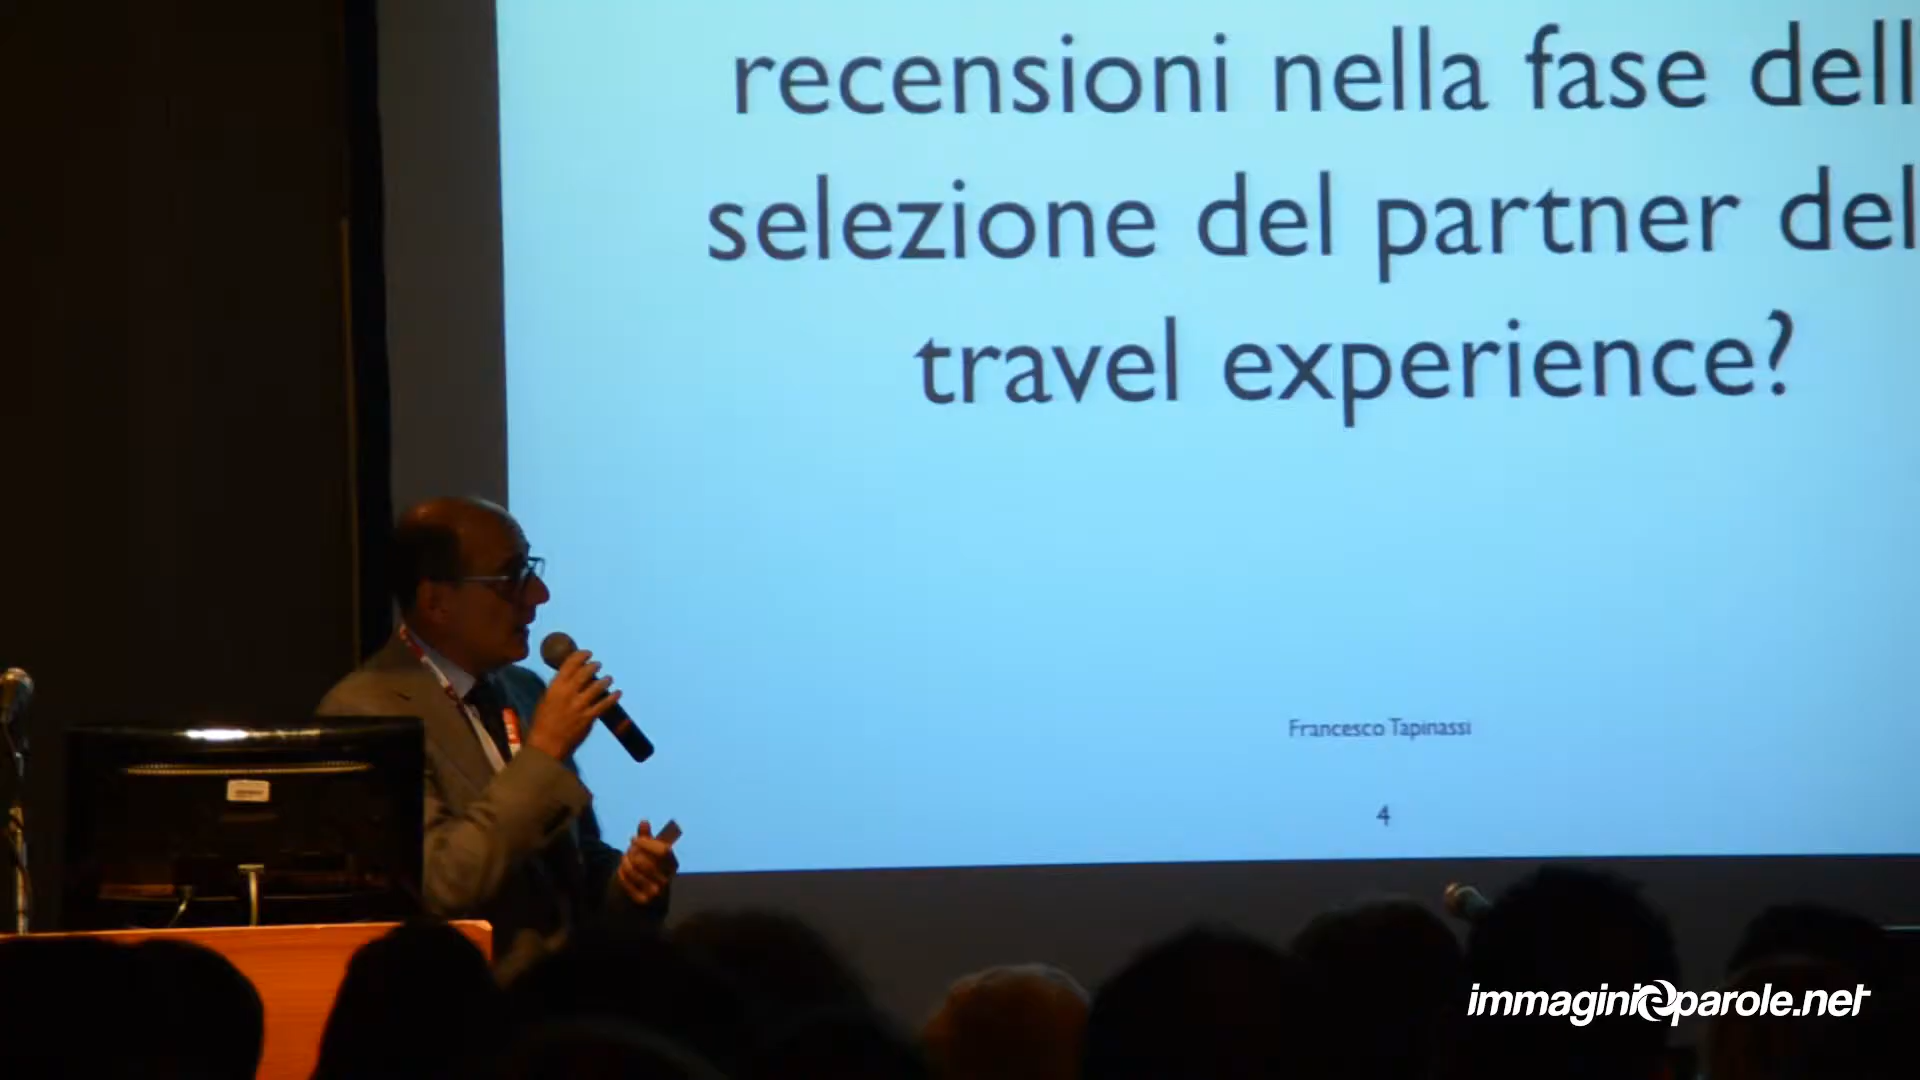 recensioni nella fase dell
selezione del partner del
travel experience?
Francesco Tapinassi
4
immaginieparole.net